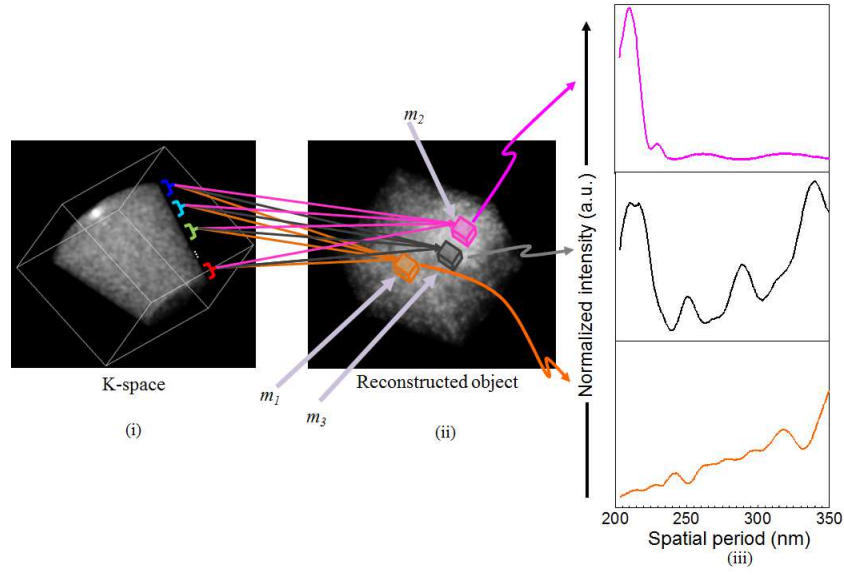 m2
K-space
Reconstructed object
m1
m3
(i)
(ii)
...
Normalized intensity (a.u.)
200 250 300 350
Spatial period (nm)
(iii)